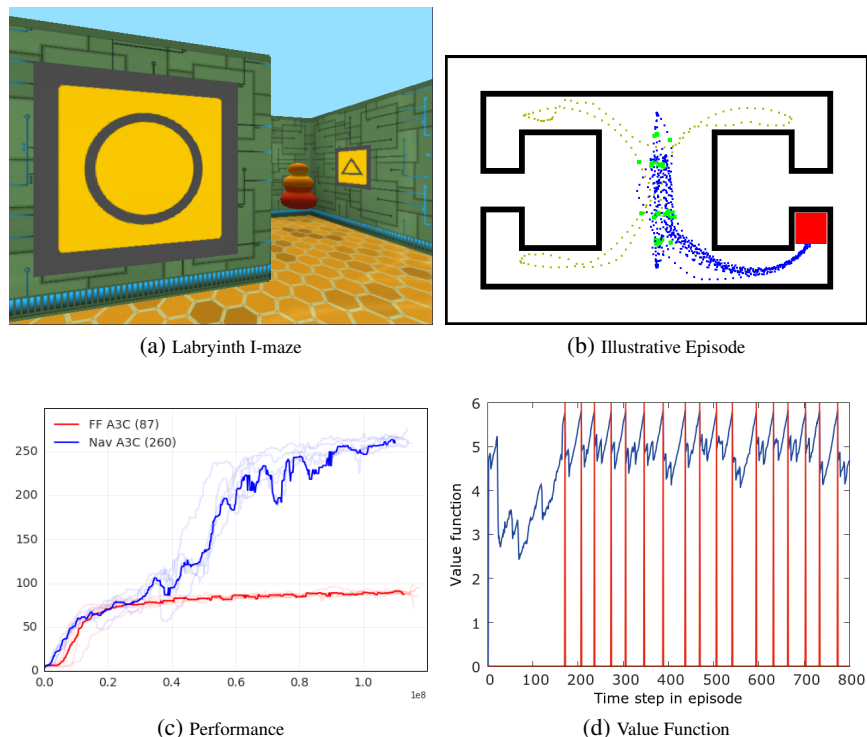 (a) Labryinth I-maze
(b) Illustrative Episode
FF A3C (87)
Nav A3C (260)
250
200
150
100
50
0
0.0 0.2 0.4 0.6 0.8 1.0
1e8
(c) Performance
6
5
4
3
2
1
0
Value function
0 100 200 300 400 500 600 700 800
Time step in episode
(d) Value Function